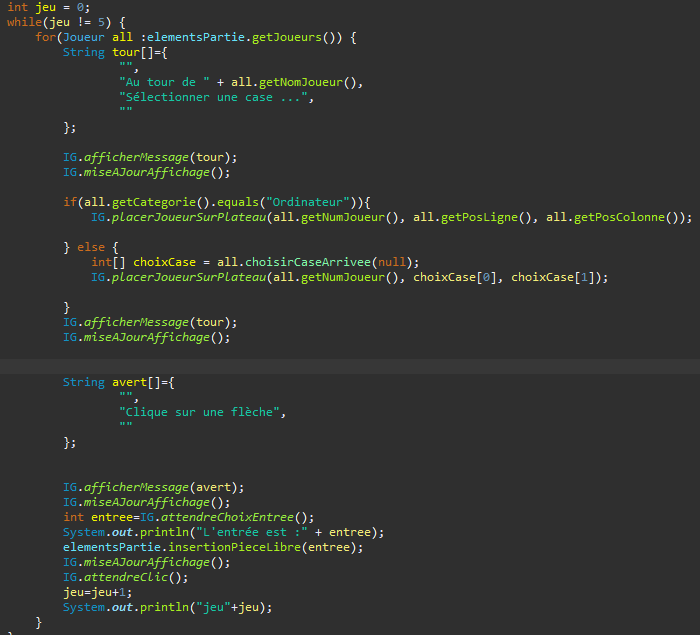 int jeu = 0;
while(jeu != 5) {
for(Joueur all :elementsPartie.getJoueurs()) {
String tour[]={
"",
"Au tour de " + all.getNomJoueur(),
"Sélectionner une case ...",
""
};
IG.afficherMessage(tour);
IG.miseAJourAffichage();
if(all.getCategorie().equals("Ordinateur")){
IG.placerJoueurSurPlateau(all.getNumJoueur(), all.getPosLigne(), all.getPosColonne());
} else {
int[] choixCase = all.choisirCaseArrivee(null);
IG.placerJoueurSurPlateau(all.getNumJoueur(), choixCase[0], choixCase[1]);
}
IG.afficherMessage(tour);
IG.miseAJourAffichage();
String avert[]={
"",
"Clique sur une flèche",
""
};
IG.afficherMessage(avert);
IG.miseAJourAffichage();
int entree=IG.attendreChoixEntree();
System.out.println("L'entrée est :" + entree);
elementsPartie.insertionPieceLibre(entree);
IG.miseAJourAffichage();
IG.attendreClic();
jeu=jeu+1;
System.out.println("jeu"+jeu);
}